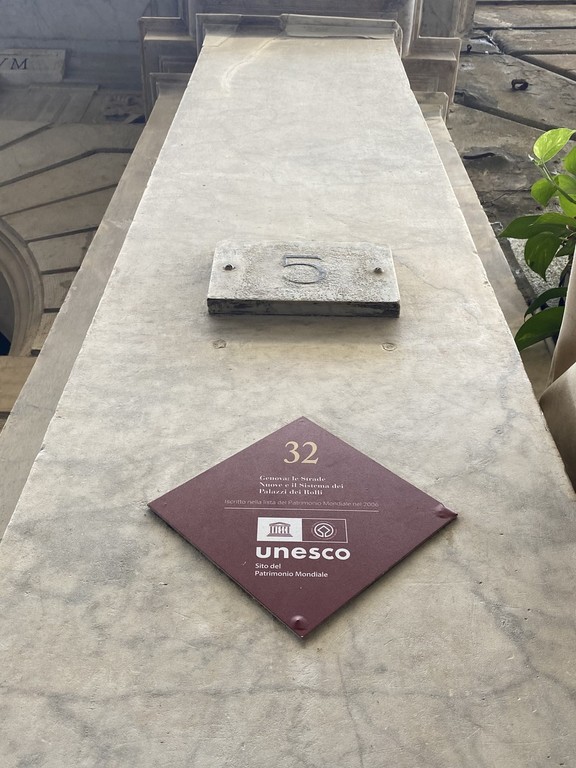 VM
5
32
Genova: le Strade
Nuove e il Sistema dei
Palazzi dei Rolli
Iscritto nella lista del Patrimonio Mondiale nel 2006
unesco
Sito del
Patrimonio Mondiale